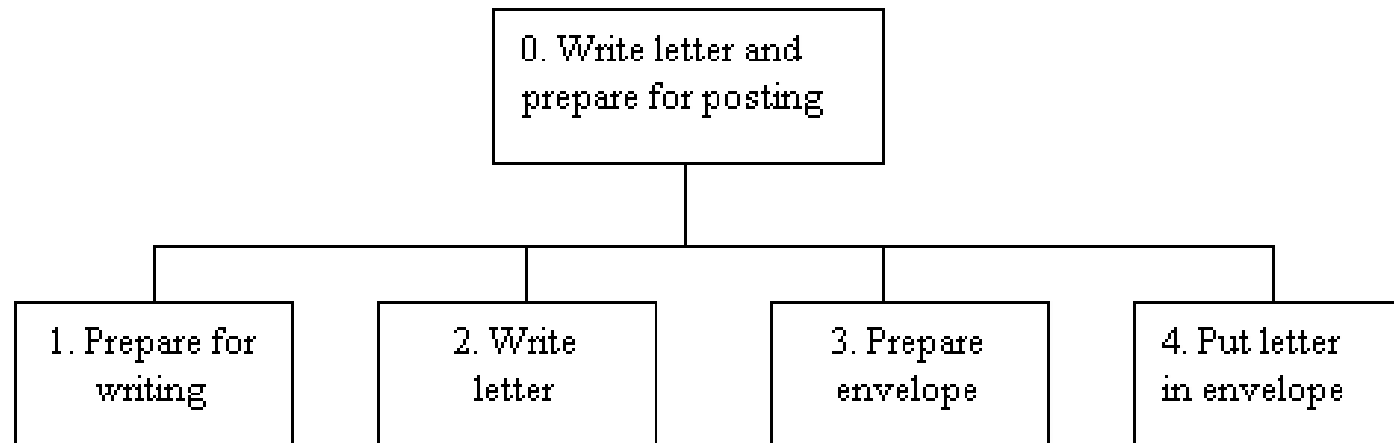 0. Write letter and
prepare for posting
1. Prepare for
writing
2. Write
letter
3. Prepare
envelope
4. Put letter
in envelope